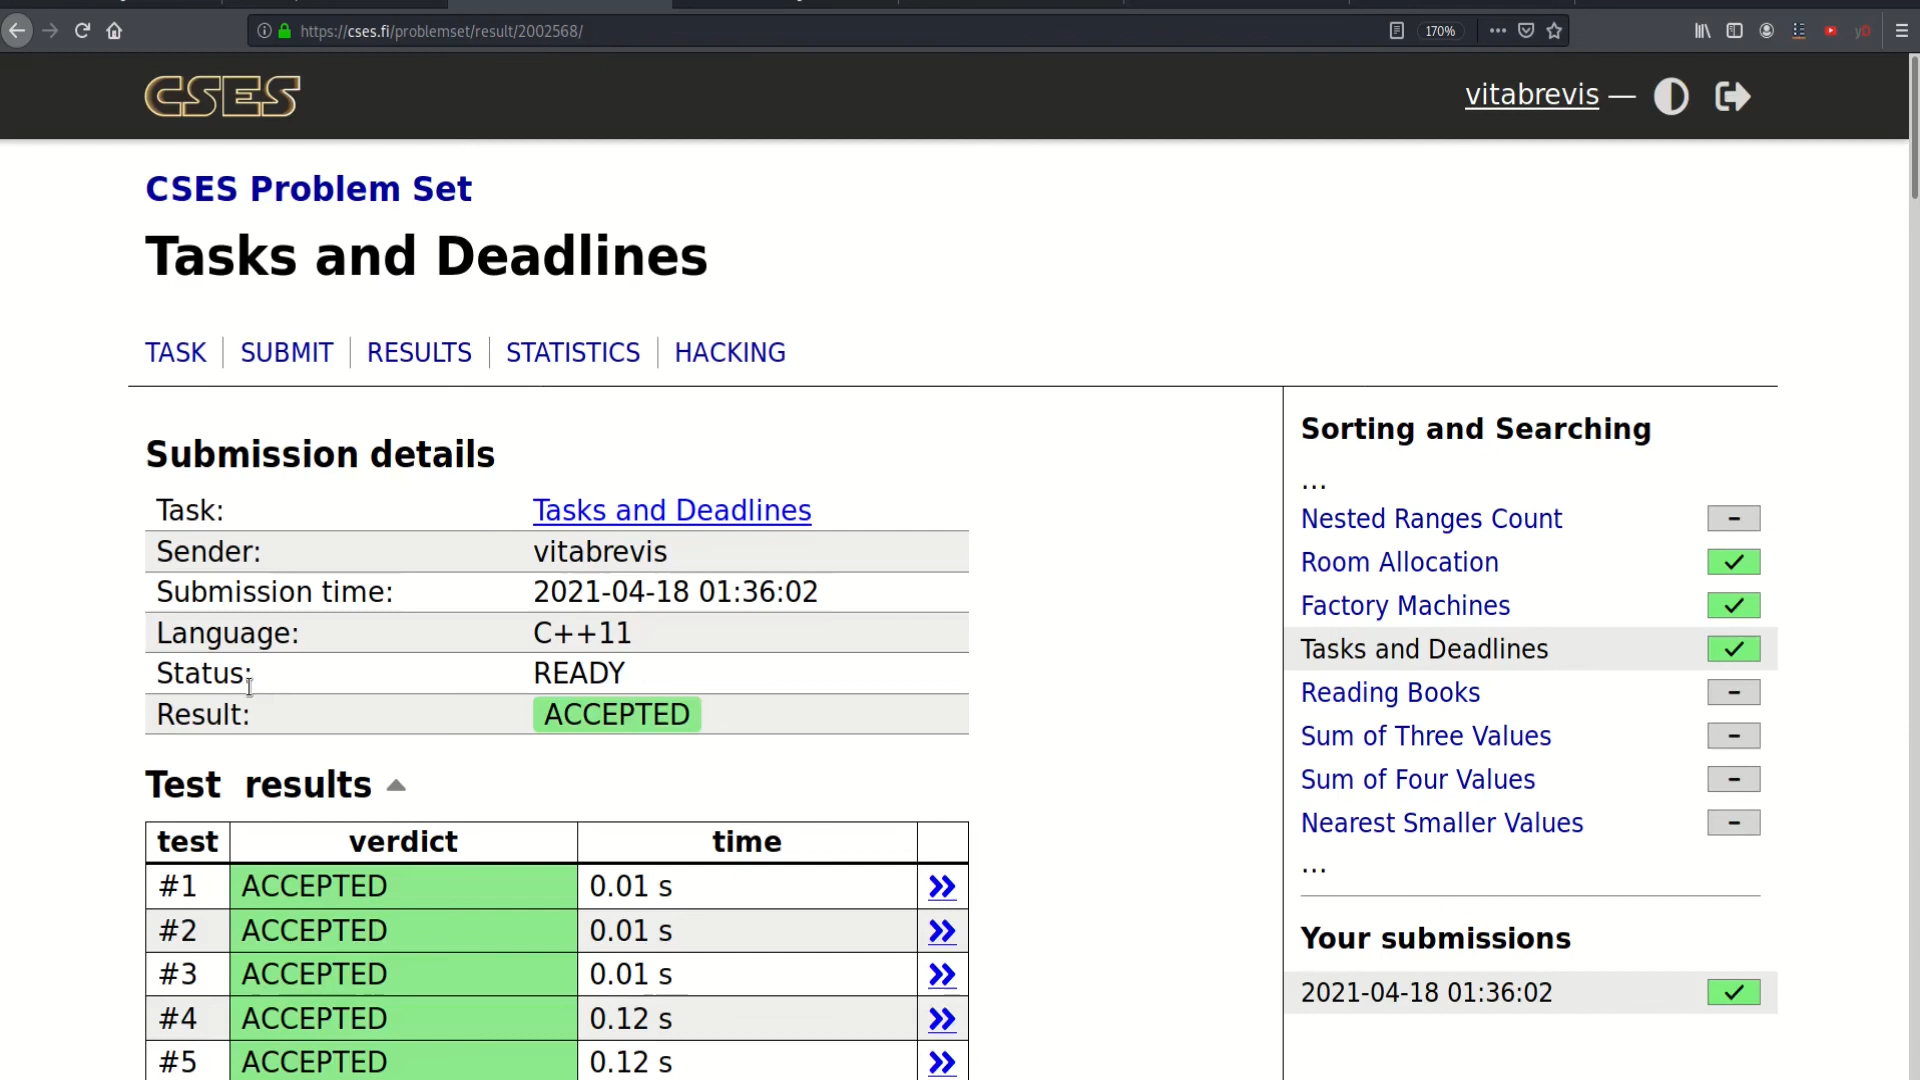 https://cses.fi/problemset/result/2002568/
170%
CSES
vitabrevis —
CSES Problem Set
Tasks and Deadlines
TASK
SUBMIT
RESULTS
STATISTICS
HACKING
Submission details
Task: Tasks and Deadlines
Sender: vitabrevis
Submission time: 2021-04-18 01:36:02
Language: C++11
Status: READY
Result: ACCEPTED
Test results
test verdict time
#1 ACCEPTED 0.01 s »
#2 ACCEPTED 0.01 s »
#3 ACCEPTED 0.01 s »
#4 ACCEPTED 0.12 s »
#5 ACCEPTED 0.12 s »
Sorting and Searching
...
Nested Ranges Count –
Room Allocation ✓
Factory Machines ✓
Tasks and Deadlines ✓
Reading Books –
Sum of Three Values –
Sum of Four Values –
Nearest Smaller Values –
...
Your submissions
2021-04-18 01:36:02 ✓